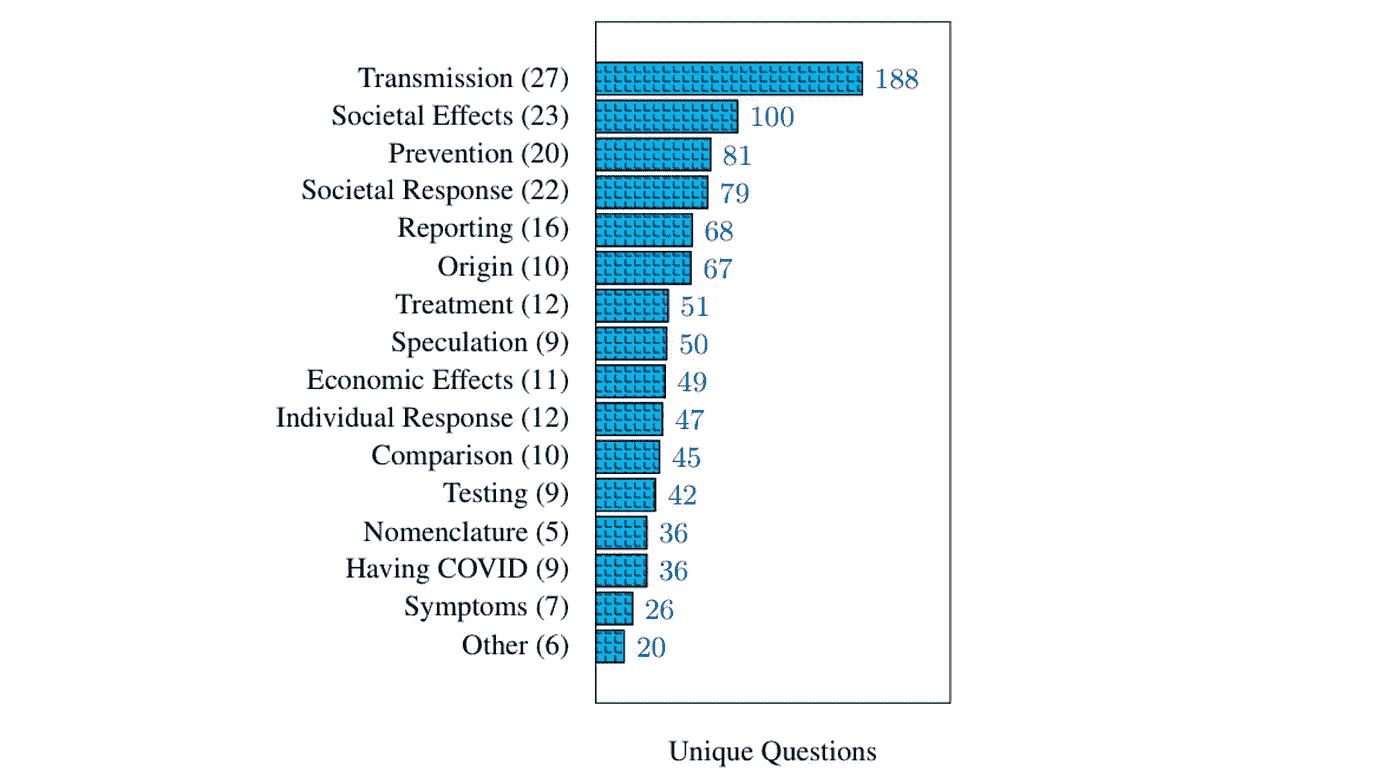 Transmission (27) 188
Societal Effects (23) 100
Prevention (20) 81
Societal Response (22) 79
Reporting (16) 68
Origin (10) 67
Treatment (12) 51
Speculation (9) 50
Economic Effects (11) 49
Individual Response (12) 47
Comparison (10) 45
Testing (9) 42
Nomenclature (5) 36
Having COVID (9) 36
Symptoms (7) 26
Other (6) 20
Unique Questions